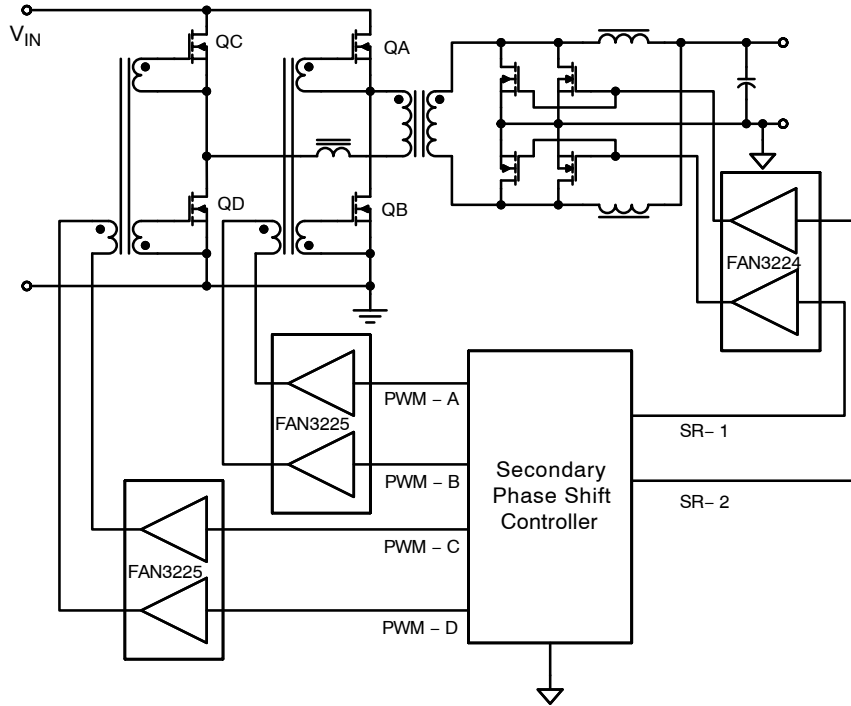 VIN
QC
QA
QD
QB
FAN3224
PWM – A
FAN3225
PWM – B
SR– 1
Secondary
Phase Shift
Controller
SR– 2
PWM – C
FAN3225
PWM – D